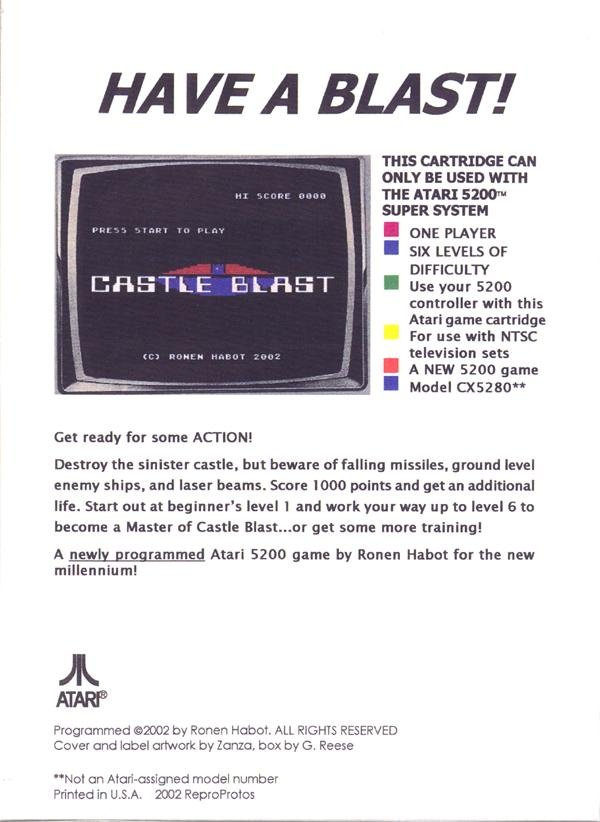 HAVE A BLAST!
HI SCORE 0000
PRESS START TO PLAY
CASTLE BLAST
(C) RONEN HABOT 2002
THIS CARTRIDGE CAN
ONLY BE USED WITH
THE ATARI 5200™
SUPER SYSTEM
ONE PLAYER
SIX LEVELS OF
DIFFICULTY
Use your 5200
controller with this
Atari game cartridge
For use with NTSC
television sets
A NEW 5200 game
Model CX5280**
Get ready for some ACTION!
Destroy the sinister castle, but beware of falling missiles, ground level
enemy ships, and laser beams. Score 1000 points and get an additional
life. Start out at beginner's level 1 and work your way up to level 6 to
become a Master of Castle Blast...or get some more training!
A newly programmed Atari 5200 game by Ronen Habot for the new
millennium!
ATARI®
Programmed ©2002 by Ronen Habot. ALL RIGHTS RESERVED
Cover and label artwork by Zanza, box by G. Reese
**Not an Atari-assigned model number
Printed in U.S.A. 2002 ReproProtos